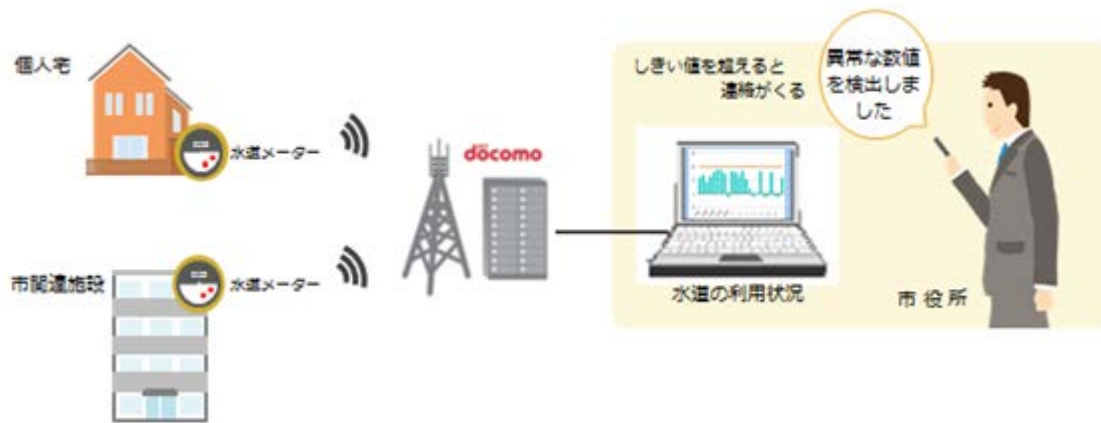 個人宅
水道メーター
döcomo
市関連施設
水道メーター
しきい値を超えると
連絡がくる
異常な数値
を検出しま
した
水道の利用状況
市役所